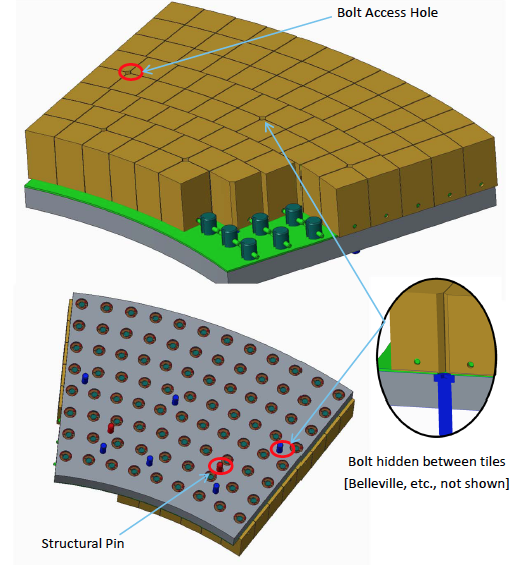 Bolt Access Hole
Bolt hidden between tiles
[Belleville, etc., not shown]
Structural Pin